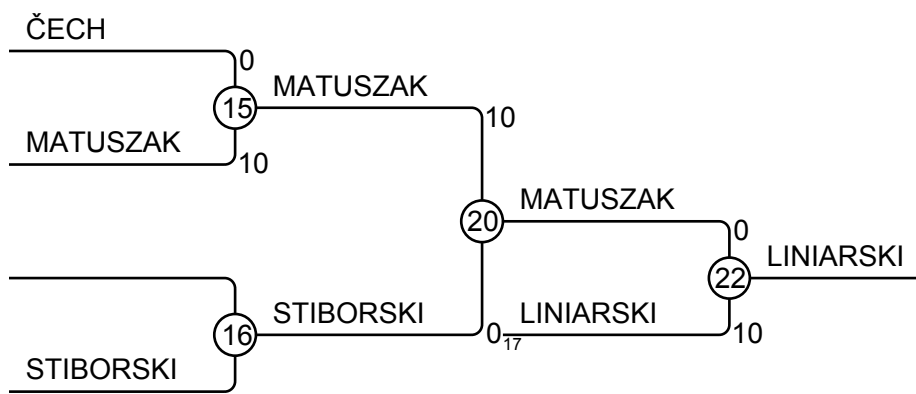 ČECH
0
15
MATUSZAK
10
MATUSZAK
10
20
MATUSZAK
0
22
LINIARSKI
16
STIBORSKI
0
17
LINIARSKI
10
STIBORSKI